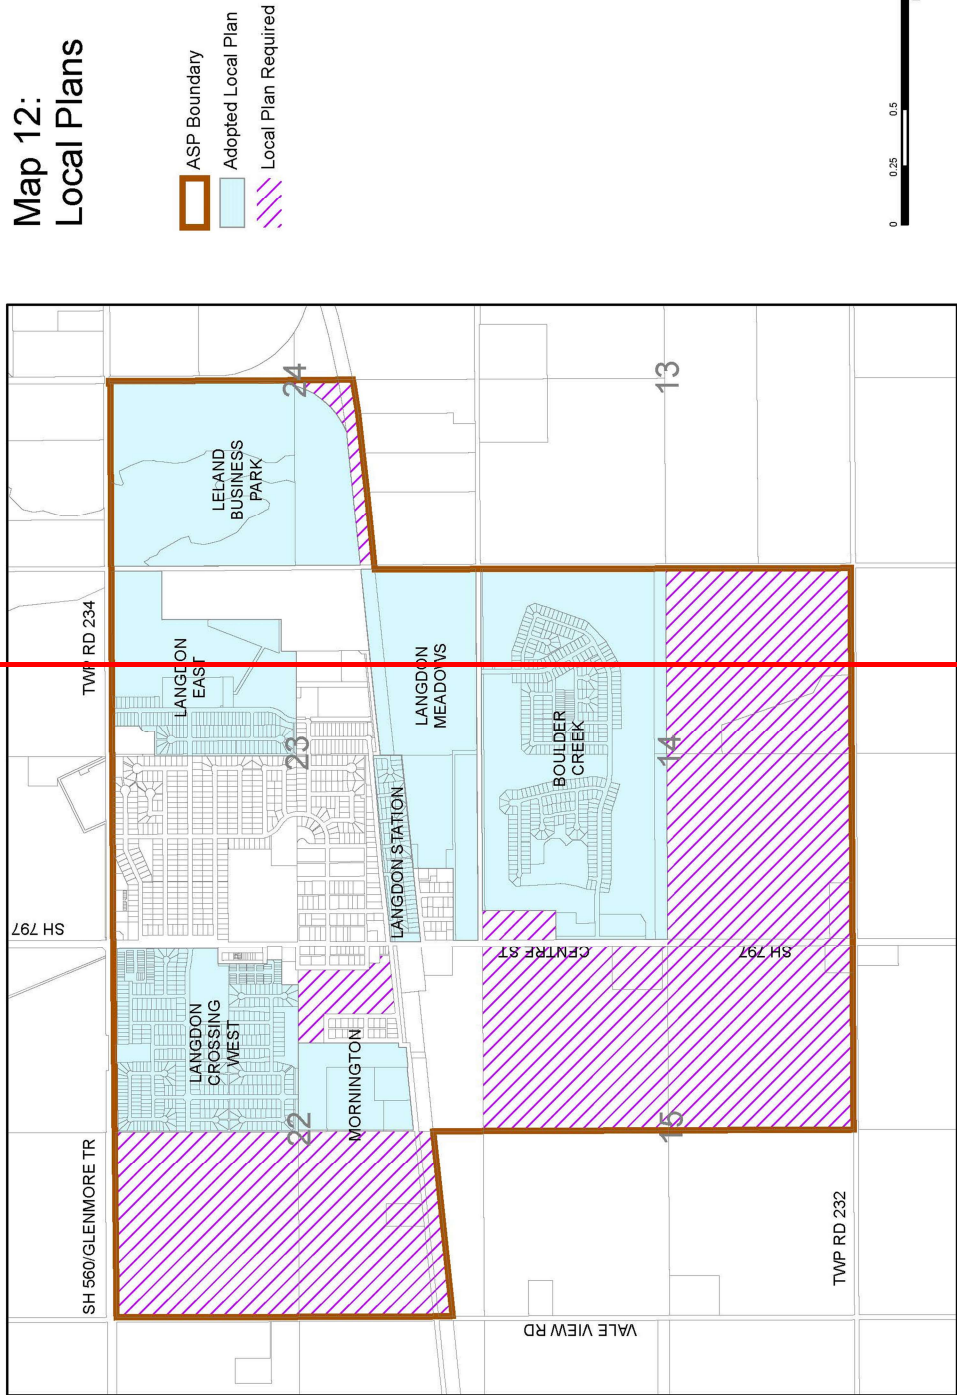 Map 12:
Local Plans
ASP Boundary
Adopted Local Plan
Local Plan Required
0
0.25
0.5
SH 560/GLENMORE TR
SH 797
TWP RD 234
LANGDON
CROSSING
WEST
LANGDON
EAST
LELAND
BUSINESS
PARK
22
23
24
MORNINGTON
LANGDON STATION
LANGDON
MEADOWS
VALE VIEW RD
CENTRE ST
BOULDER
CREEK
15
14
13
SH 797
TWP RD 232